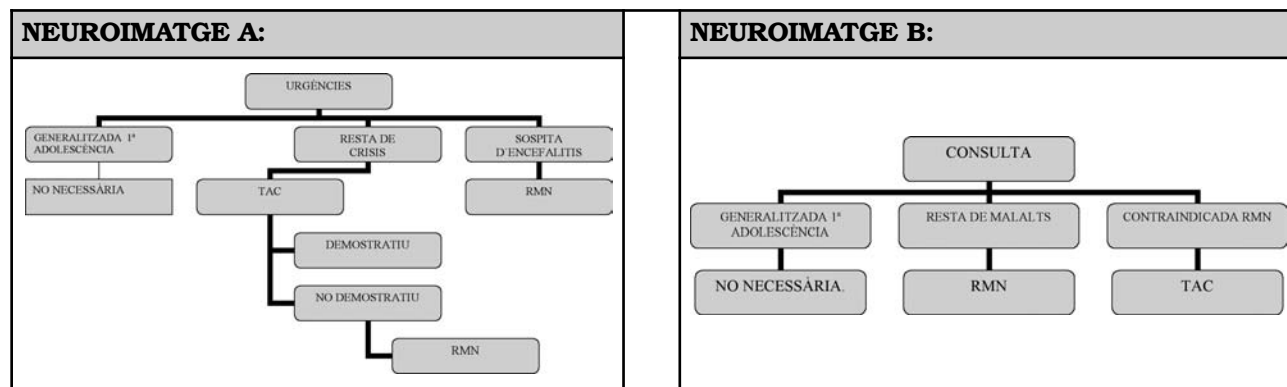 NEUROIMATGE A:
URGÈNCIES
GENERALITZADA 1ª
ADOLESCÈNCIA
RESTA DE
CRISIS
SOSPITA
D´ENCEFALITIS
NO NECESSÀRIA
TAC
RMN
DEMOSTRATIU
NO DEMOSTRATIU
RMN
NEUROIMATGE B:
CONSULTA
GENERALITZADA 1ª
ADOLESCÈNCIA
RESTA DE MALALTS
CONTRAINDICADA RMN
NO NECESSÀRIA.
RMN
TAC